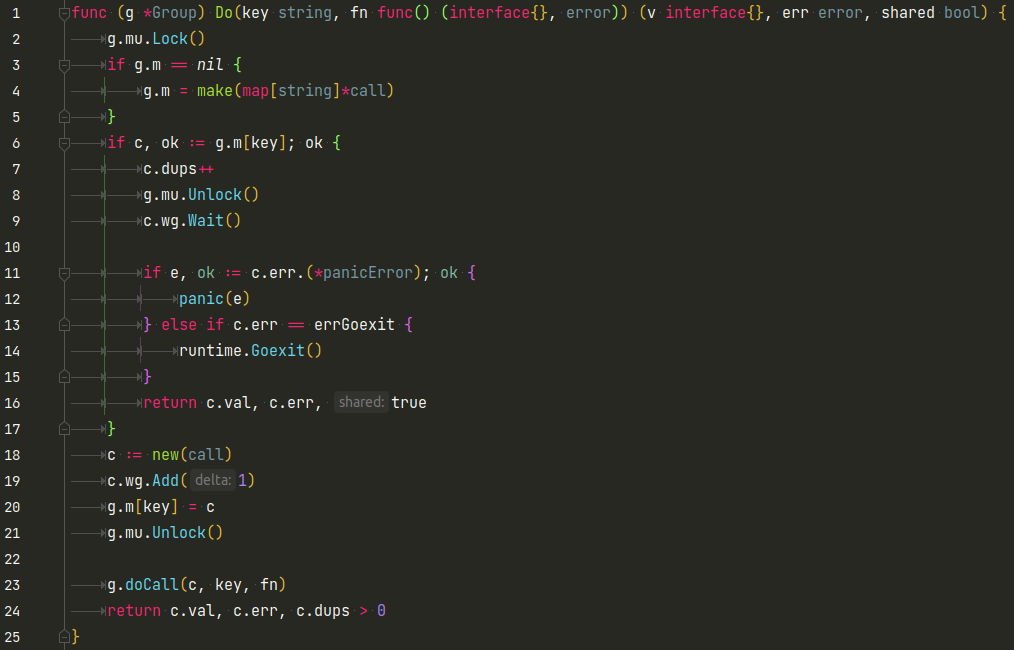 1 func (g *Group) Do(key string, fn func() (interface{}, error)) (v interface{}, err error, shared bool) {
2 g.mu.Lock()
3 if g.m == nil {
4 g.m = make(map[string]*call)
5 }
6 if c, ok := g.m[key]; ok {
7 c.dups++
8 g.mu.Unlock()
9 c.wg.Wait()
10
11 if e, ok := c.err.(*panicError); ok {
12 panic(e)
13 } else if c.err == errGoexit {
14 runtime.Goexit()
15 }
16 return c.val, c.err, shared: true
17 }
18 c := new(call)
19 c.wg.Add( delta: 1)
20 g.m[key] = c
21 g.mu.Unlock()
22
23 g.doCall(c, key, fn)
24 return c.val, c.err, c.dups > 0
25 }